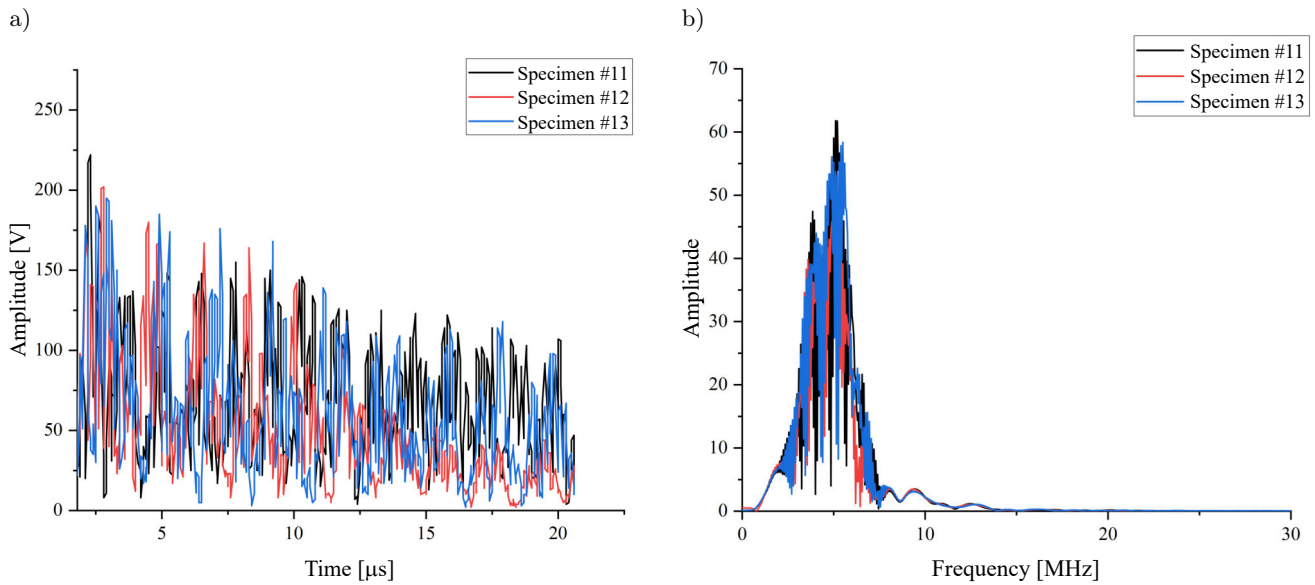 a)
Specimen #11
Specimen #12
Specimen #13
250
200
150
100
50
0
Amplitude [V]
5
10
15
20
Time [μs]
b)
Specimen #11
Specimen #12
Specimen #13
70
60
50
40
30
20
10
0
Amplitude
0
10
20
30
Frequency [MHz]